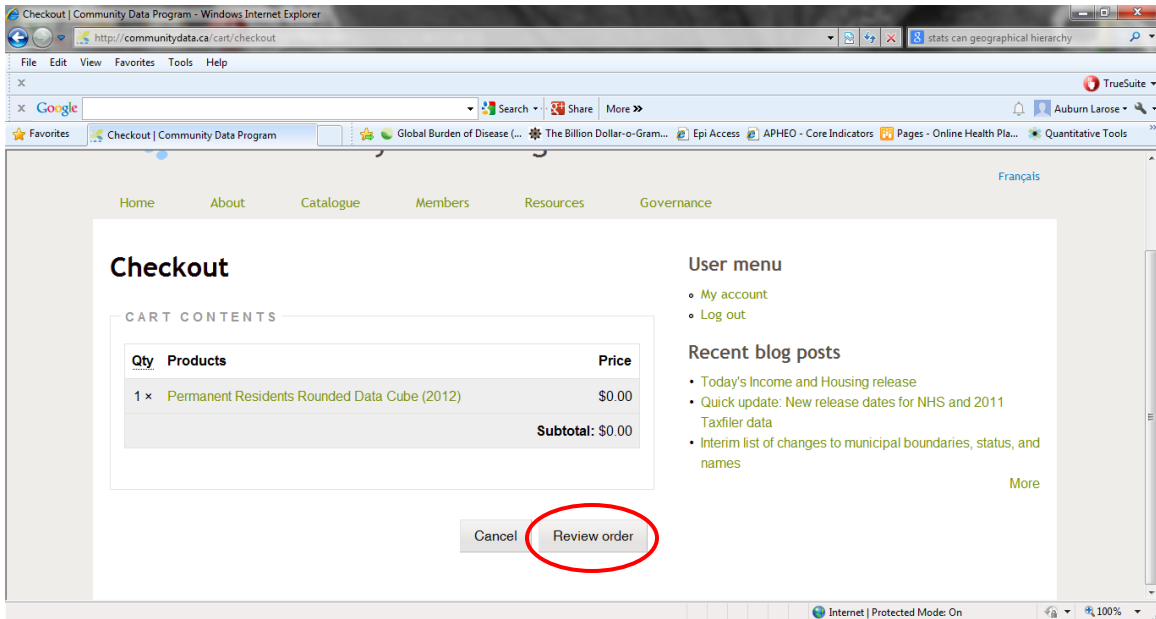 Checkout | Community Data Program - Windows Internet Explorer
http://communitydata.ca/cart/checkout
stats can geographical hierarchy
File Edit View Favorites Tools Help
x
TrueSuite
x Google Search Share More »
Auburn Larose
Favorites Checkout | Community Data Program Global Burden of Disease (... The Billion Dollar-o-Gram... Epi Access APHEO - Core Indicators Pages - Online Health Pla... Quantitative Tools »
Français
Home About Catalogue Members Resources Governance
Checkout
CART CONTENTS
Qty Products Price
1 × Permanent Residents Rounded Data Cube (2012) $0.00
Subtotal: $0.00
Cancel Review order
User menu
My account
Log out
Recent blog posts
• Today's Income and Housing release
• Quick update: New release dates for NHS and 2011
Taxfiler data
• Interim list of changes to municipal boundaries, status, and
names
More
Internet | Protected Mode: On 100%